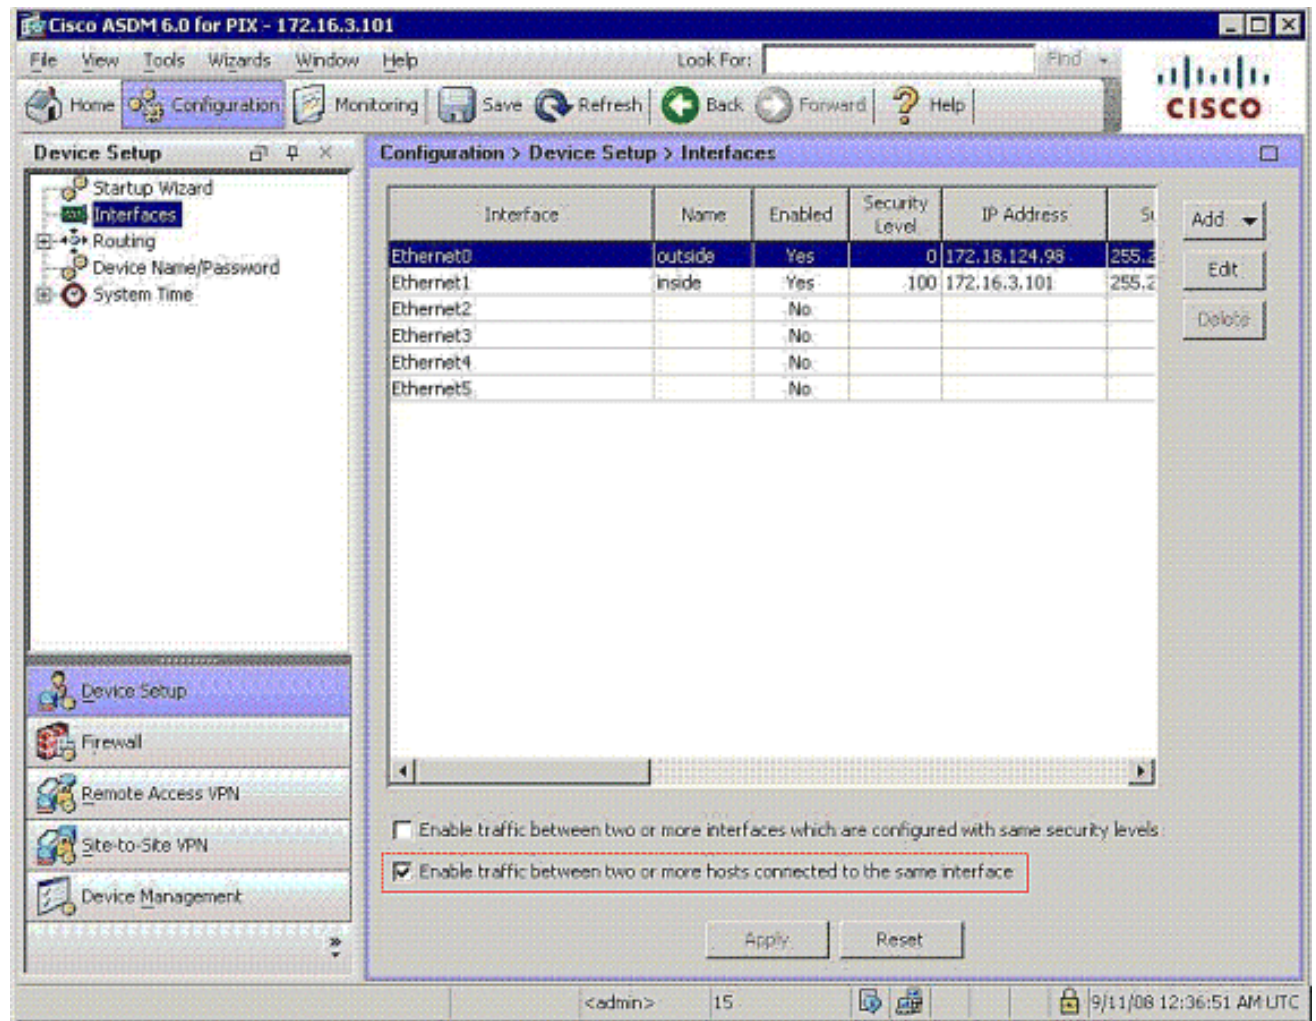 Cisco ASDM 6.0 for PIX - 172.16.3.101
File View Tools Wizards Window Help Look For: Find
Home Configuration Monitoring Save Refresh Back Forward Help
CISCO
Device Setup
Startup Wizard
Interfaces
Routing
Device Name/Password
System Time
Device Setup
Firewall
Remote Access VPN
Site-to-Site VPN
Device Management
Configuration > Device Setup > Interfaces
Interface Name Enabled Security Level IP Address Su
Ethernet0 outside Yes 0 172.18.124.98 255.2
Ethernet1 inside Yes 100 172.16.3.101 255.2
Ethernet2 No
Ethernet3 No
Ethernet4 No
Ethernet5 No
Add
Edit
Delete
Enable traffic between two or more interfaces which are configured with same security levels
Enable traffic between two or more hosts connected to the same interface
Apply Reset
<admin> 15 9/11/08 12:36:51 AM UTC